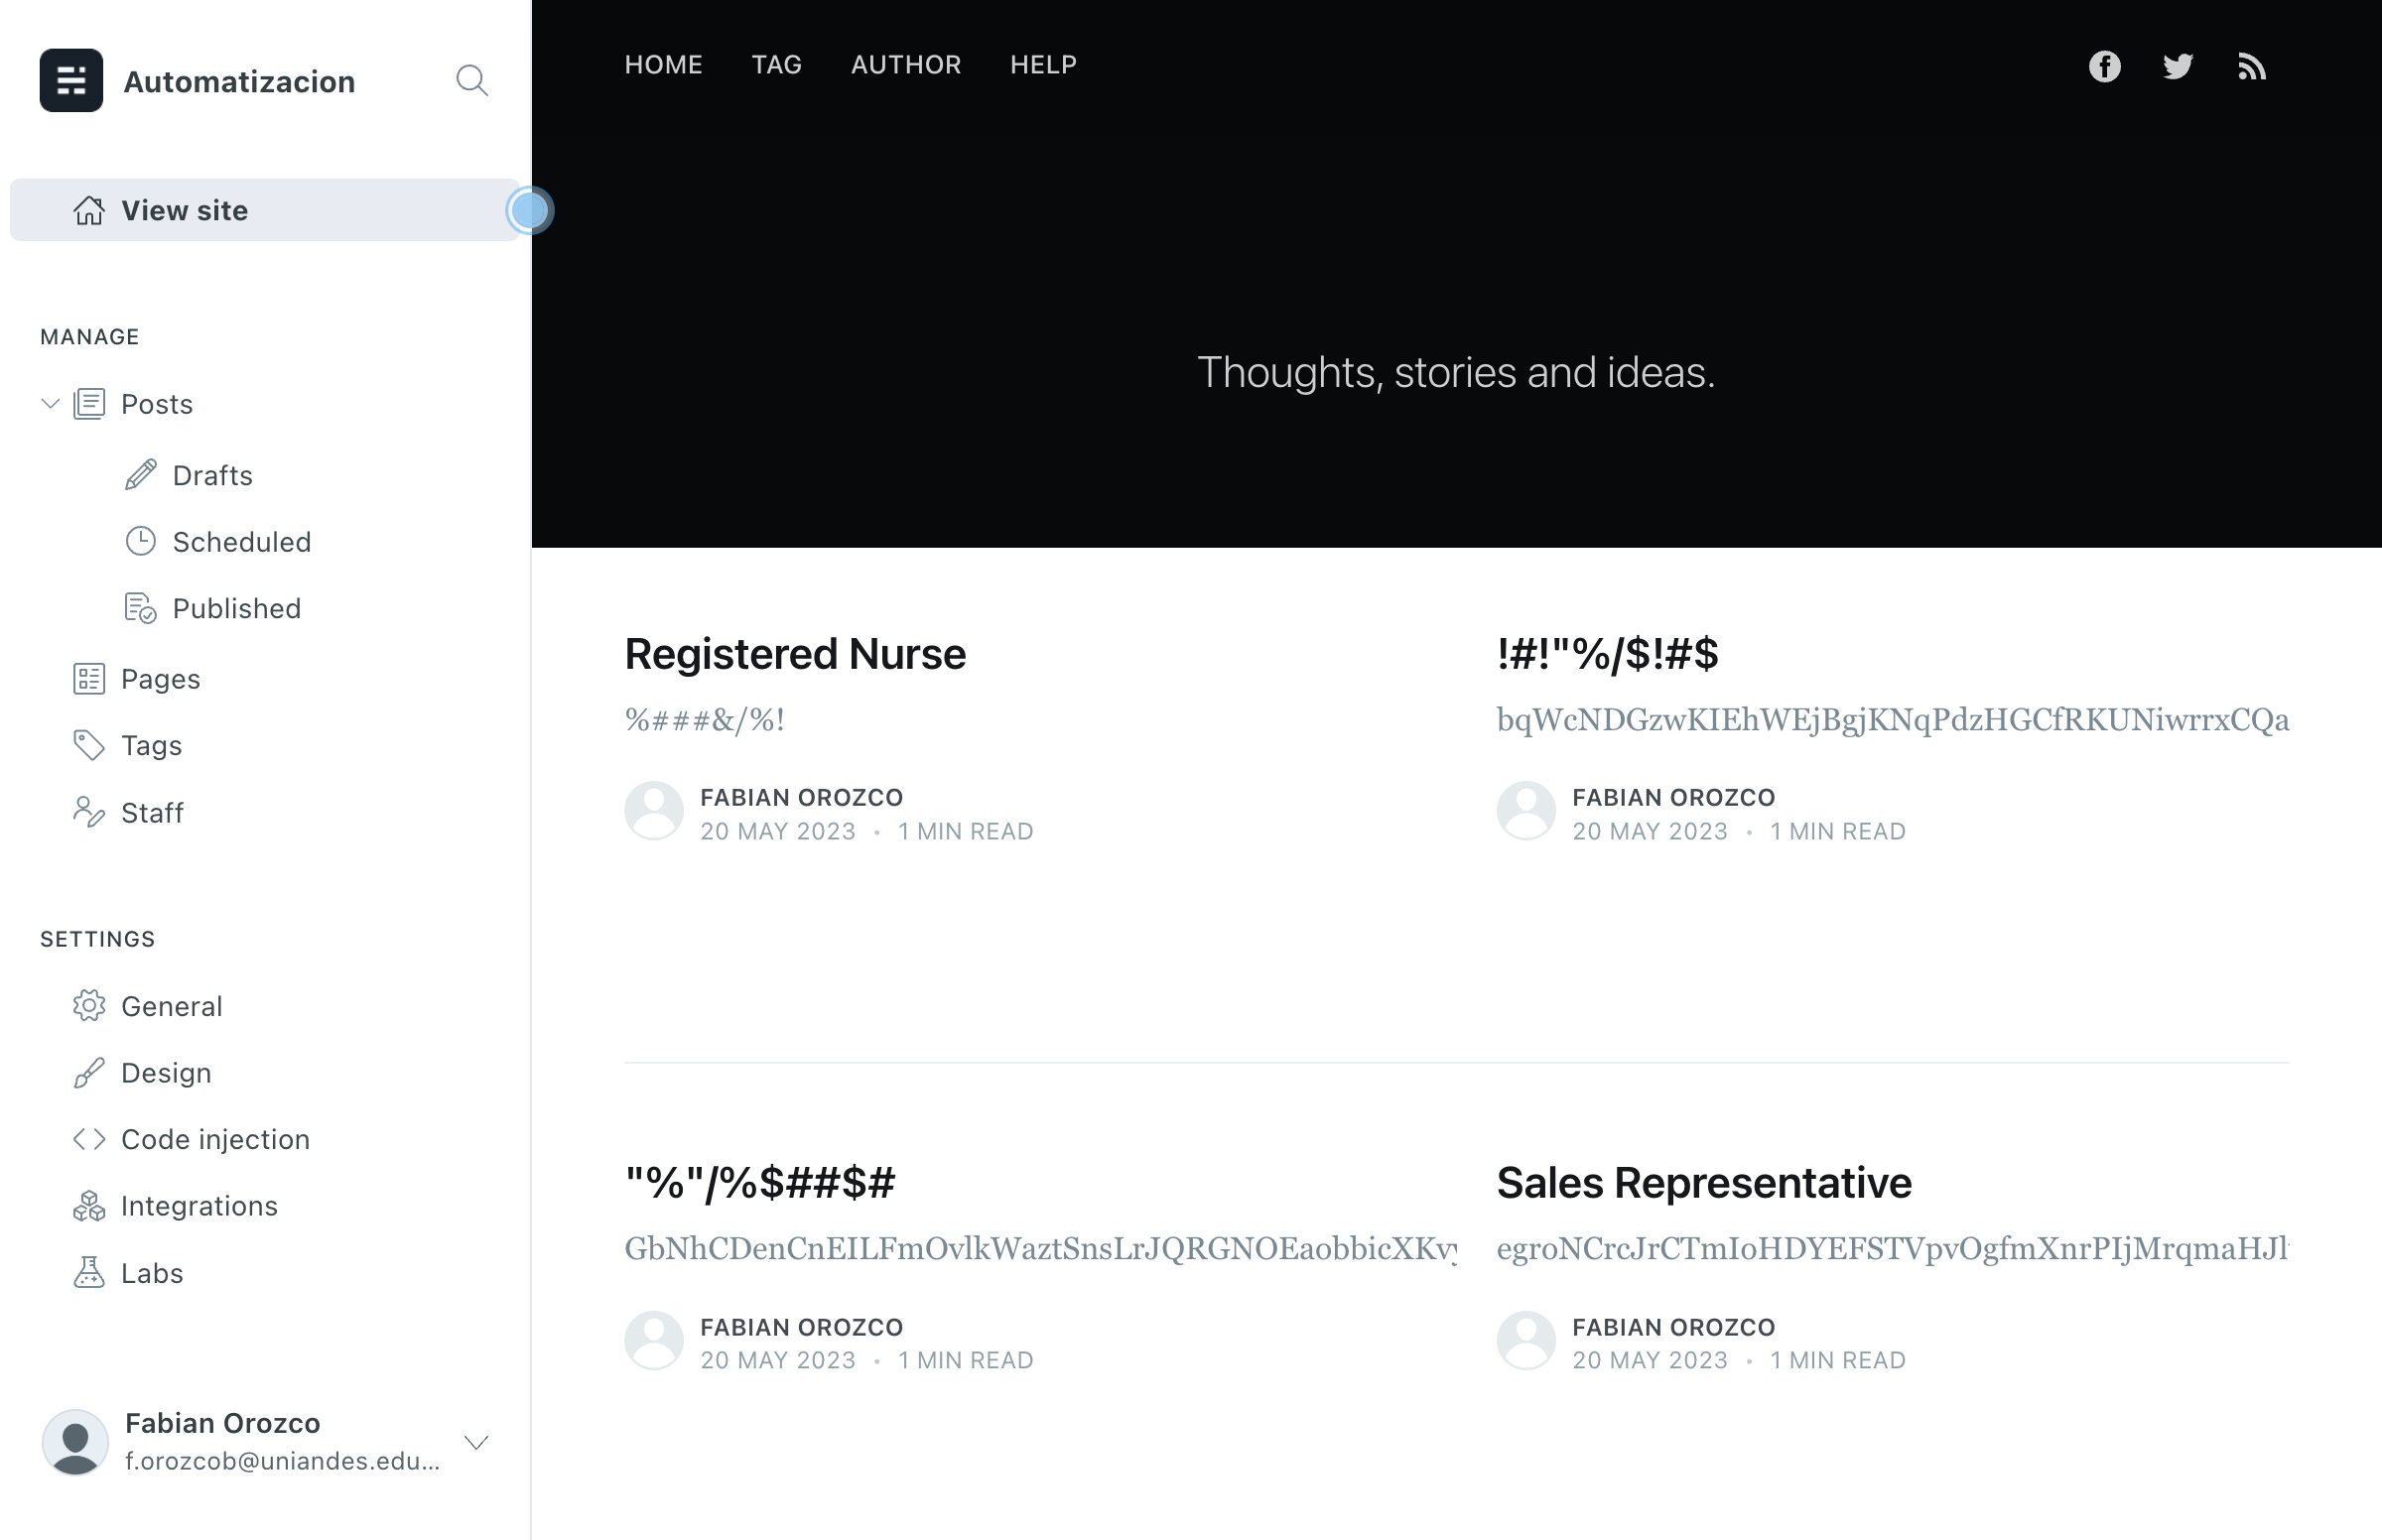 Automatizacion
View site
MANAGE
Posts
Drafts
Scheduled
Published
Pages
Tags
Staff
SETTINGS
General
Design
Code injection
Integrations
Labs
Fabian Orozco
f.orozcob@uniandes.edu...
HOME TAG AUTHOR HELP
Thoughts, stories and ideas.
Registered Nurse
%###&/%!
FABIAN OROZCO
20 MAY 2023 • 1 MIN READ
!#!"%/$!#$
bqWcNDGzwKIEhWEjBgjKNqPdzHGCfRKUNiwrrxCQa
FABIAN OROZCO
20 MAY 2023 • 1 MIN READ
"%"/%$##$#
GbNhCDenCnEILFmOvlkWaztSnsLrJQRGNOEaobbicXKvy
FABIAN OROZCO
20 MAY 2023 • 1 MIN READ
Sales Representative
egroNCrcJrCTmIoHDYEFSTVpvOgfmXnrPIjMrqmaHJl
FABIAN OROZCO
20 MAY 2023 • 1 MIN READ